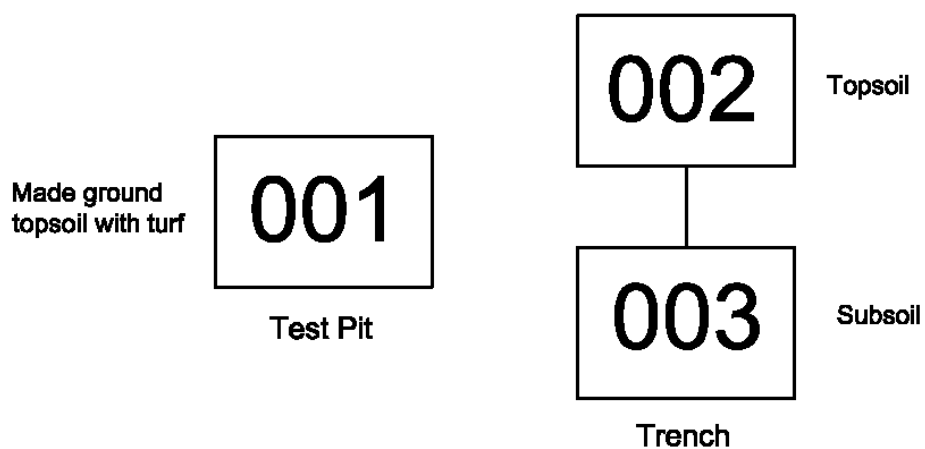 Made ground
topsoil with turf
001
Test Pit
002
Topsoil
003
Subsoil
Trench